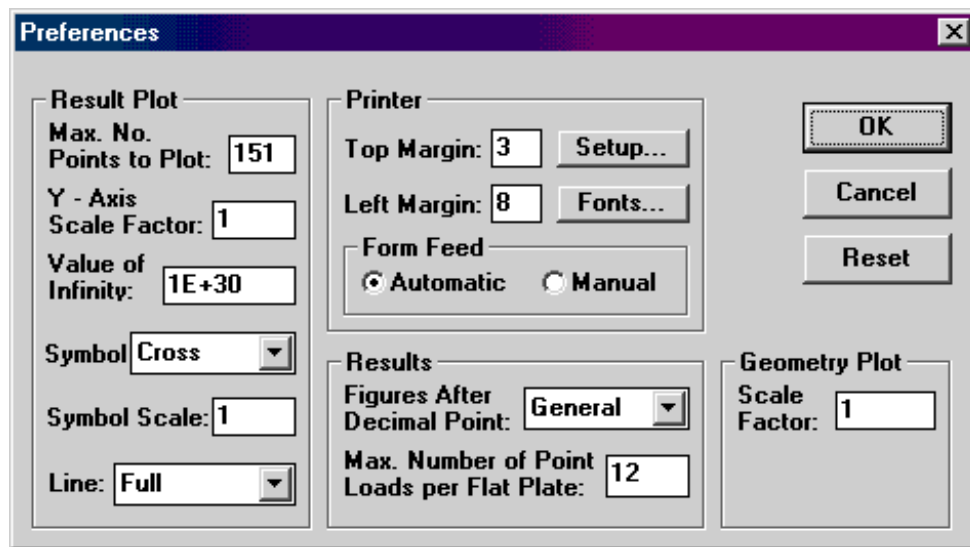 Preferences
Result Plot
Max. No.
Points to Plot: 151
Y - Axis
Scale Factor: 1
Value of
Infinity: 1E+30
Symbol Cross
Symbol Scale: 1
Line: Full
Printer
Top Margin: 3 Setup...
Left Margin: 8 Fonts...
Form Feed
Automatic Manual
Results
Figures After
Decimal Point: General
Max. Number of Point
Loads per Flat Plate: 12
OK
Cancel
Reset
Geometry Plot
Scale
Factor: 1